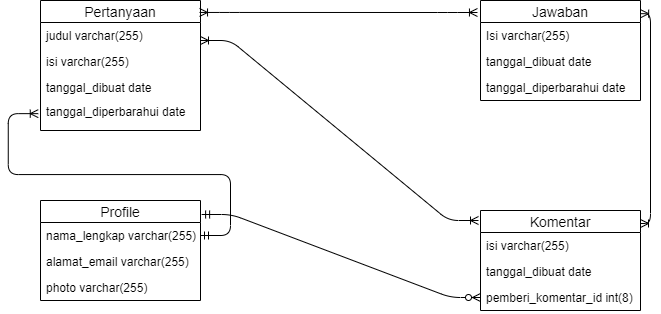 Pertanyaan
judul varchar(255)
isi varchar(255)
tanggal_dibuat date
tanggal_diperbarahui date
Jawaban
Isi varchar(255)
tanggal_dibuat date
tanggal_diperbarahui date
Profile
nama_lengkap varchar(255)
alamat_email varchar(255)
photo varchar(255)
Komentar
isi varchar(255)
tanggal_dibuat date
pemberi_komentar_id int(8)